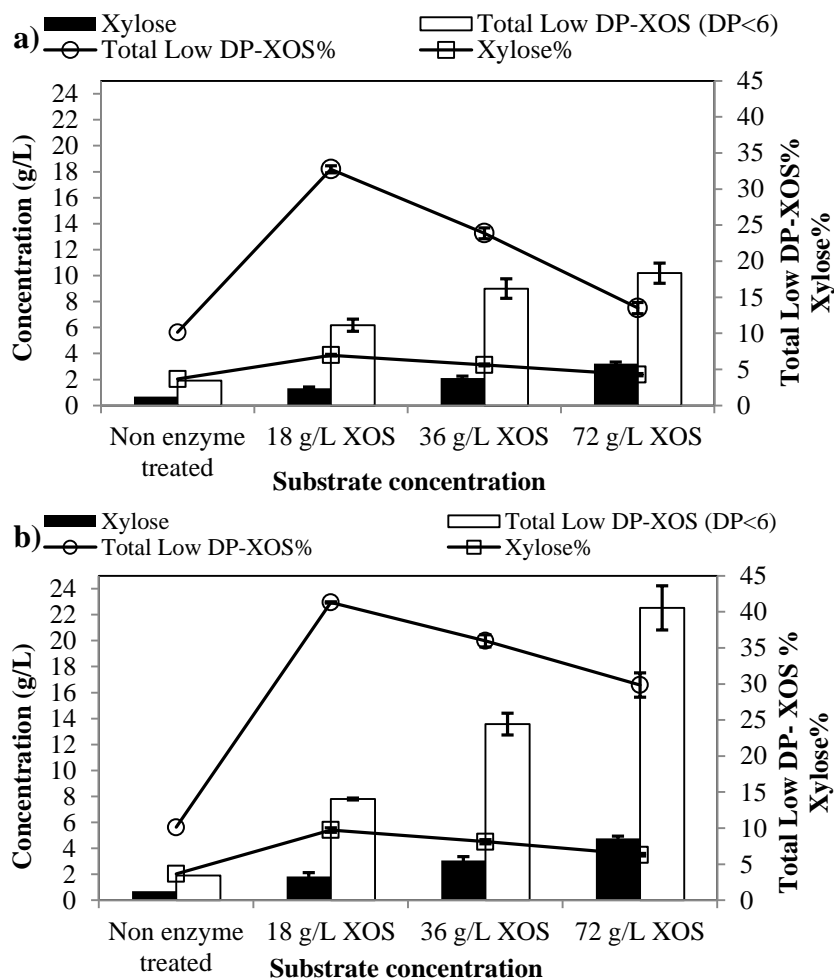 a)
Xylose
Total Low DP-XOS (DP<6)
Total Low DP-XOS%
Xylose%
Concentration (g/L)
24
22
20
18
16
14
12
10
8
6
4
2
0
45
40
35
30
25
20
15
10
5
0
Total Low DP-XOS%
Xylose%
Non enzyme
treated
18 g/L XOS
36 g/L XOS
72 g/L XOS
Substrate concentration
b)
Xylose
Total Low DP-XOS (DP<6)
Total Low DP-XOS%
Xylose%
Concentration (g/L)
24
22
20
18
16
14
12
10
8
6
4
2
0
45
40
35
30
25
20
15
10
5
0
Total Low DP- XOS %
Xylose%
Non enzyme
treated
18 g/L XOS
36 g/L XOS
72 g/L XOS
Substrate concentration